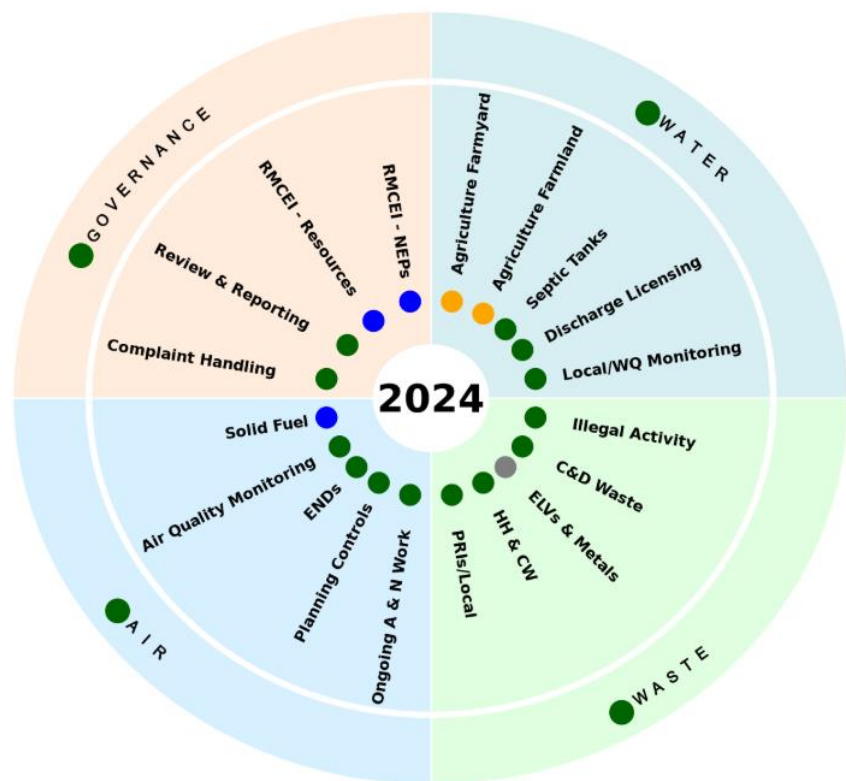 GOVERNANCE
WATER
RMCEI - NEPs
RMCEI - Resources
Review & Reporting
Complaint Handling
Agriculture Farmyard
Agriculture Farmland
Septic Tanks
Discharge Licensing
Local/WQ Monitoring
2024
Solid Fuel
Air Quality Monitoring
ENDs
Planning Controls
Ongoing A & N Work
Illegal Activity
C&D Waste
ELVs & Metals
HH & CW
PRIs/Local
AIR
WASTE